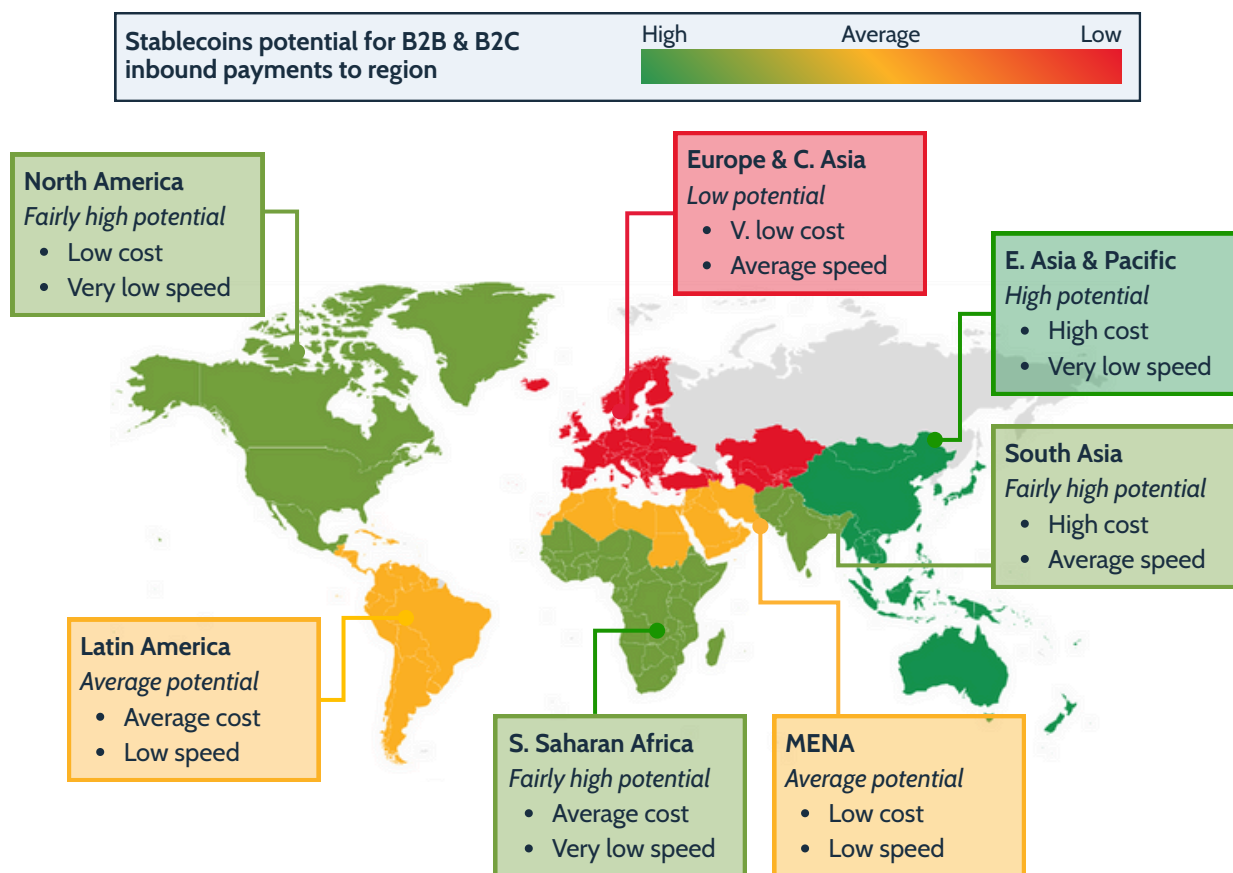 Stablecoins potential for B2B & B2C
inbound payments to region
High Average Low
North America
Fairly high potential
• Low cost
• Very low speed
Europe & C. Asia
Low potential
• V. low cost
• Average speed
E. Asia & Pacific
High potential
• High cost
• Very low speed
South Asia
Fairly high potential
• High cost
• Average speed
Latin America
Average potential
• Average cost
• Low speed
S. Saharan Africa
Fairly high potential
• Average cost
• Very low speed
MENA
Average potential
• Low cost
• Low speed